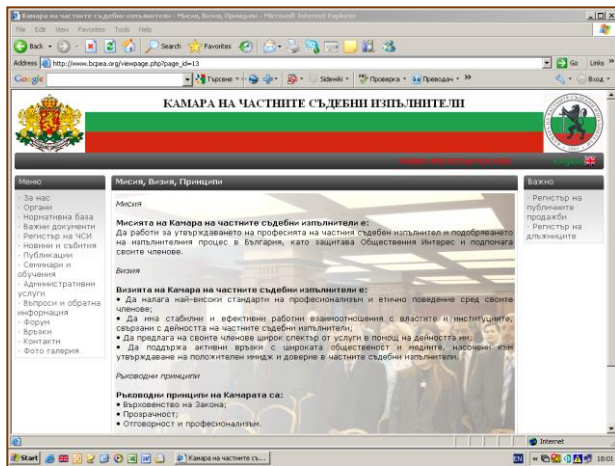 Камара на частните съдебни изпълнители - Мисия, Визия, Принципи - Microsoft Internet Explorer
File Edit View Favorites Tools Help
Back Search Favorites
Address http://www.bcpea.org/viewpage.php?page_id=13 Go Links »
Google Търсене Sidewiki Проверка Преводач » Вход
КАМАРА НА ЧАСТНИТЕ СЪДЕБНИ ИЗПЪЛНИТЕЛИ
English
Меню
· За нас
· Органи
· Нормативна база
· Важни документи
· Регистър на ЧСИ
· Новини и събития
· Публикации
· Семинари и
обучения
· Административни
услуги
· Въпроси и обратна
информация
· Форум
· Връзки
· Контакти
· Фото галерия
Мисия, Визия, Принципи
Мисия
Мисията на Камара на частните съдебни изпълнители е:
Да работи за утвърждаването на професията на частния съдебен изпълнител и подобряването
на изпълнителния процес в България, като защитава Обществения Интерес и подпомага
своите членове.
Визия
Визията на Камара на частните съдебни изпълнители е:
• Да налага най-високи стандарти на професионализъм и етично поведение сред своите
членове;
• Да има стабилни и ефективни работни взаимоотношения с властите и институциите,
свързани с дейността на частните съдебни изпълнители;
• Да предлага на своите членове широк спектър от услуги в помощ на дейността им;
• Да поддържа активни връзки с широката общественост и медиите, насочени към
утвърждаване на положителен имидж и доверие в частните съдебни изпълнители.
Ръководни принципи
Ръководни принципи на Камарата са:
• Върховенство на Закона;
• Прозрачност;
• Отговорност и професионализъм.
Важно
· Регистър на
публичните
продажби
· Регистър на
длъжниците
Internet
Start Камара на частните съ... EN 16:01